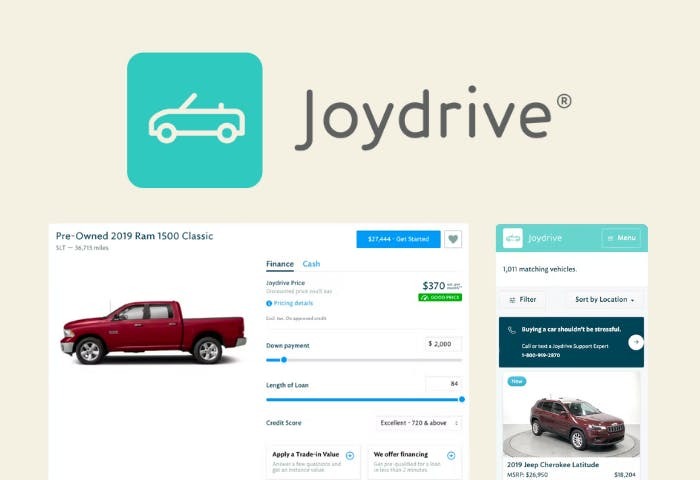 Joydrive®
Pre-Owned 2019 Ram 1500 Classic
SLT — 36,713 miles
$27,444 - Get Started
Finance
Cash
Joydrive Price
Discounted price you'll pay
Pricing details
Excl. tax. On approved credit
$370
GOOD PRICE
Down payment
$ 2,000
Length of Loan
84
Credit Score
Excellent - 720 & above
Apply a Trade-in Value
Answer a few questions and
get an instance value.
We offer financing
Get pre-qualified for a loan
in less than 2 minutes
Joydrive
Menu
1,011 matching vehicles.
Filter
Sort by Location
Buying a car shouldn't be stressful.
Call or text a Joydrive Support Expert
1-800-919-2870
New
2019 Jeep Cherokee Latitude
MSRP: $26,950
$18,204